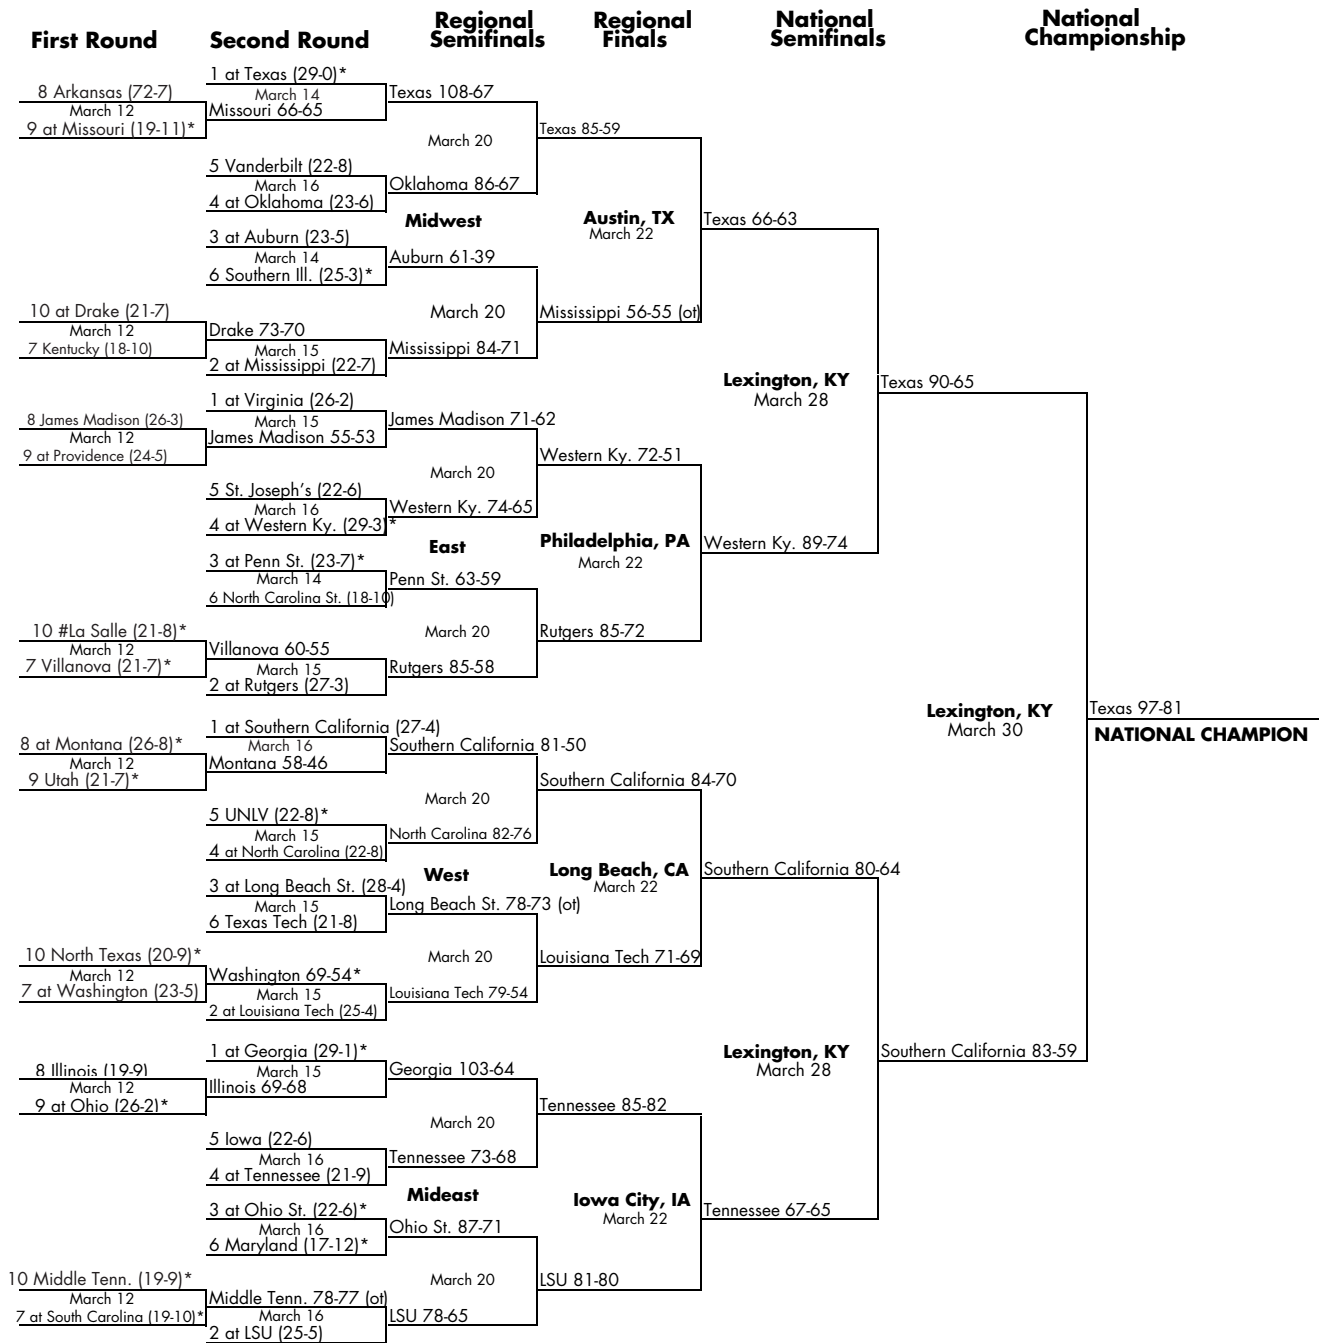 First Round
Second Round
Regional
Semifinals
Regional
Finals
National
Semifinals
National
Championship
1 at Texas (29-0)*
8 Arkansas (72-7)
March 12
9 at Missouri (19-11)*
March 14
Missouri 66-65
Texas 108-67
March 20
Texas 85-59
5 Vanderbilt (22-8)
March 16
4 at Oklahoma (23-6)
Oklahoma 86-67
Midwest
Austin, TX
March 22
Texas 66-63
3 at Auburn (23-5)
March 14
6 Southern Ill. (25-3)*
Auburn 61-39
March 20
Mississippi 56-55 (ot)
10 at Drake (21-7)
March 12
7 Kentucky (18-10)
Drake 73-70
March 15
2 at Mississippi (22-7)
Mississippi 84-71
Lexington, KY
March 28
Texas 90-65
1 at Virginia (26-2)
8 James Madison (26-3)
March 12
9 at Providence (24-5)
March 15
James Madison 55-53
James Madison 71-62
March 20
Western Ky. 72-51
5 St. Joseph's (22-6)
March 16
4 at Western Ky. (29-3)*
Western Ky. 74-65
East
Philadelphia, PA
March 22
Western Ky. 89-74
3 at Penn St. (23-7)*
March 14
6 North Carolina St. (18-10)
Penn St. 63-59
March 20
Rutgers 85-72
10 #La Salle (21-8)*
March 12
7 Villanova (21-7)*
Villanova 60-55
March 15
2 at Rutgers (27-3)
Rutgers 85-58
Lexington, KY
March 30
Texas 97-81
NATIONAL CHAMPION
1 at Southern California (27-4)
8 at Montana (26-8)*
March 12
9 Utah (21-7)*
March 16
Montana 58-46
Southern California 81-50
March 20
Southern California 84-70
5 UNLV (22-8)*
March 15
4 at North Carolina (22-8)
North Carolina 82-76
West
Long Beach, CA
March 22
Southern California 80-64
3 at Long Beach St. (28-4)
March 15
6 Texas Tech (21-8)
Long Beach St. 78-73 (ot)
March 20
Louisiana Tech 71-69
10 North Texas (20-9)*
March 12
7 at Washington (23-5)
Washington 69-54*
March 15
2 at Louisiana Tech (25-4)
Louisiana Tech 79-54
Lexington, KY
March 28
Southern California 83-59
1 at Georgia (29-1)*
8 Illinois (19-9)
March 12
9 at Ohio (26-2)*
March 15
Illinois 69-68
Georgia 103-64
March 20
Tennessee 85-82
5 Iowa (22-6)
March 16
4 at Tennessee (21-9)
Tennessee 73-68
Mideast
Iowa City, IA
March 22
Tennessee 67-65
3 at Ohio St. (22-6)*
March 16
6 Maryland (17-12)*
Ohio St. 87-71
March 20
LSU 81-80
10 Middle Tenn. (19-9)*
March 12
7 at South Carolina (19-10)*
Middle Tenn. 78-77 (ot)
March 16
2 at LSU (25-5)
LSU 78-65